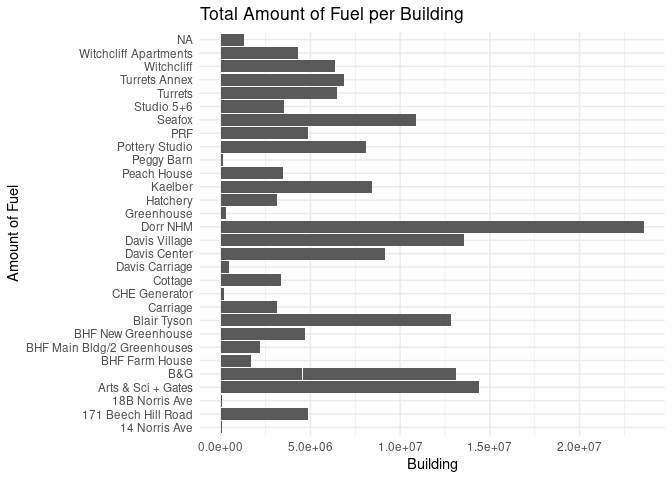 Total Amount of Fuel per Building
NA
Witchcliff Apartments
Witchcliff
Turrets Annex
Turrets
Studio 5+6
Seafox
PRF
Pottery Studio
Peggy Barn
Peach House
Kaelber
Hatchery
Greenhouse
Dorr NHM
Davis Village
Davis Center
Davis Carriage
Cottage
CHE Generator
Carriage
Blair Tyson
BHF New Greenhouse
BHF Main Bldg/2 Greenhouses
BHF Farm House
B&G
Arts & Sci + Gates
18B Norris Ave
171 Beech Hill Road
14 Norris Ave
Amount of Fuel
0.0e+00 5.0e+06 1.0e+07 1.5e+07 2.0e+07
Building